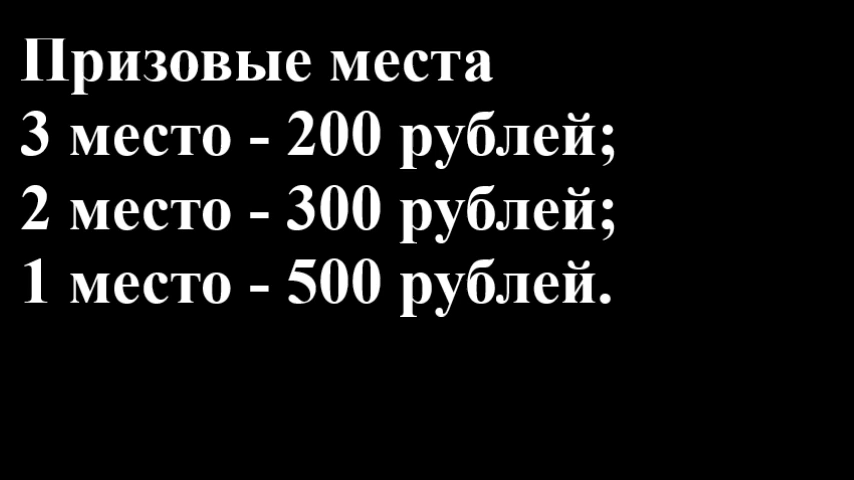 Призовые места
3 место - 200 рублей;
2 место - 300 рублей;
1 место - 500 рублей.